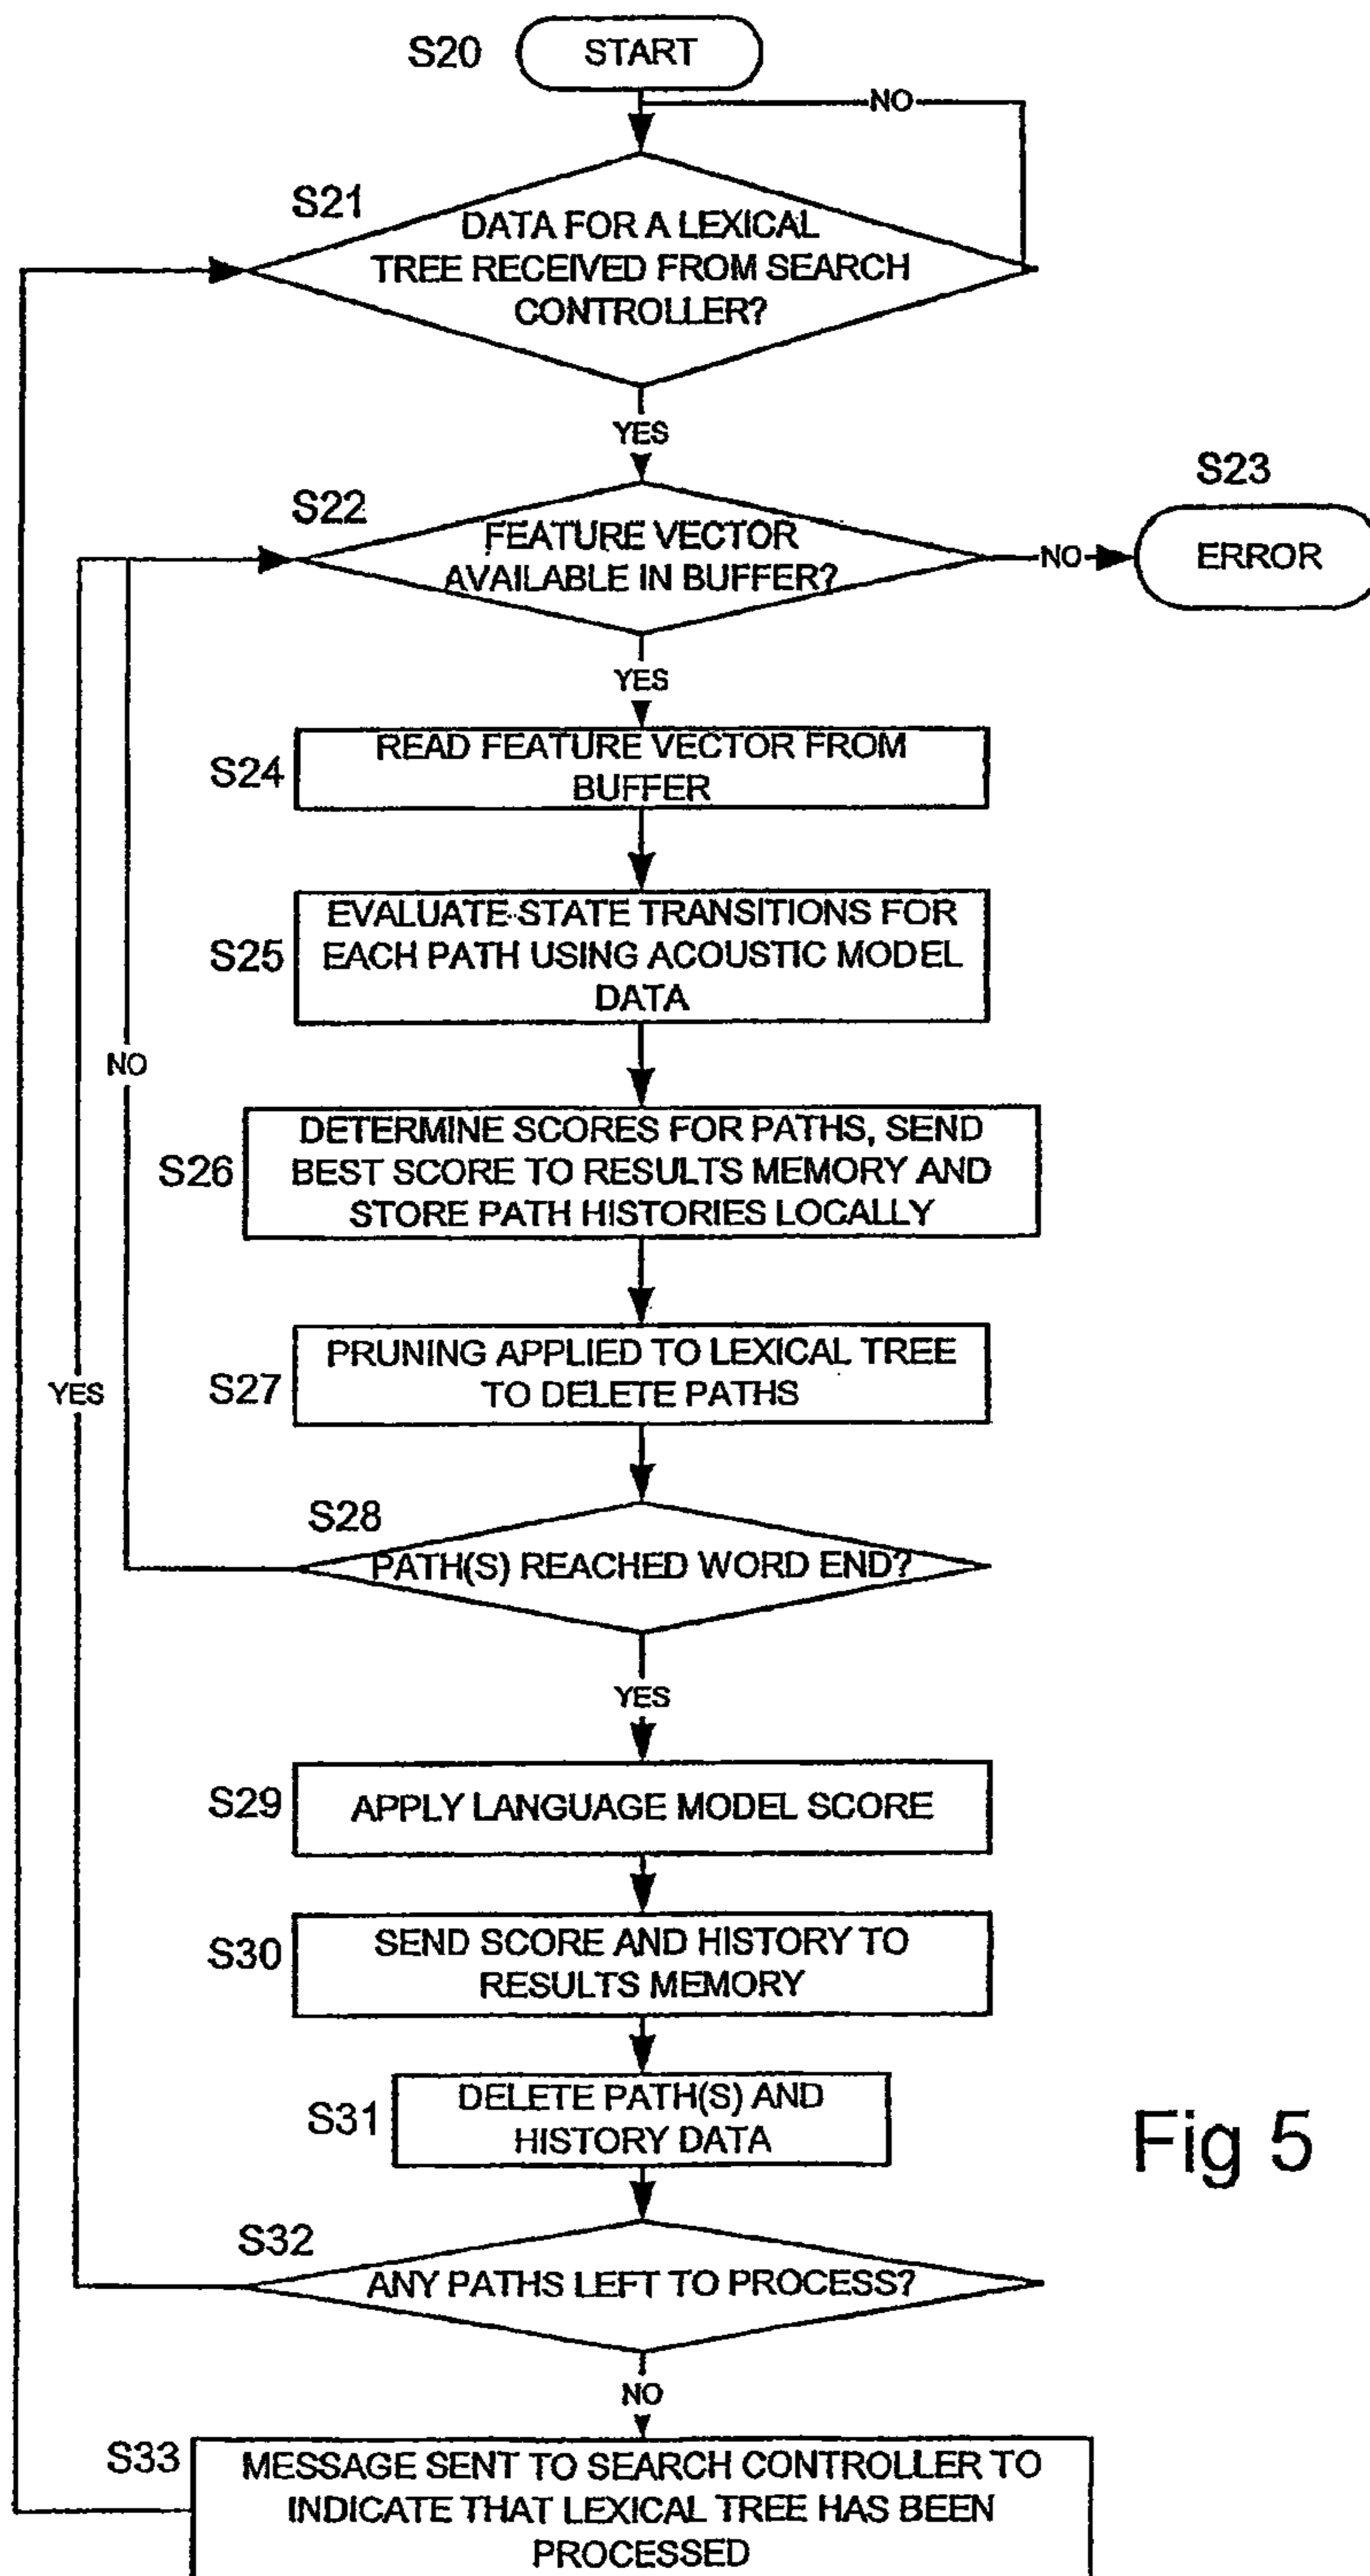 S20
START
NO
S21
DATA FOR A LEXICAL
TREE RECEIVED FROM SEARCH
CONTROLLER?
YES
S22
FEATURE VECTOR
AVAILABLE IN BUFFER?
NO
S23
ERROR
YES
S24
READ FEATURE VECTOR FROM
BUFFER
S25
EVALUATE STATE TRANSITIONS FOR
EACH PATH USING ACOUSTIC MODEL
DATA
NO
S26
DETERMINE SCORES FOR PATHS, SEND
BEST SCORE TO RESULTS MEMORY AND
STORE PATH HISTORIES LOCALLY
S27
PRUNING APPLIED TO LEXICAL TREE
TO DELETE PATHS
YES
S28
PATH(S) REACHED WORD END?
YES
S29
APPLY LANGUAGE MODEL SCORE
S30
SEND SCORE AND HISTORY TO
RESULTS MEMORY
S31
DELETE PATH(S) AND
HISTORY DATA
Fig 5
S32
ANY PATHS LEFT TO PROCESS?
NO
S33
MESSAGE SENT TO SEARCH CONTROLLER TO
INDICATE THAT LEXICAL TREE HAS BEEN
PROCESSED